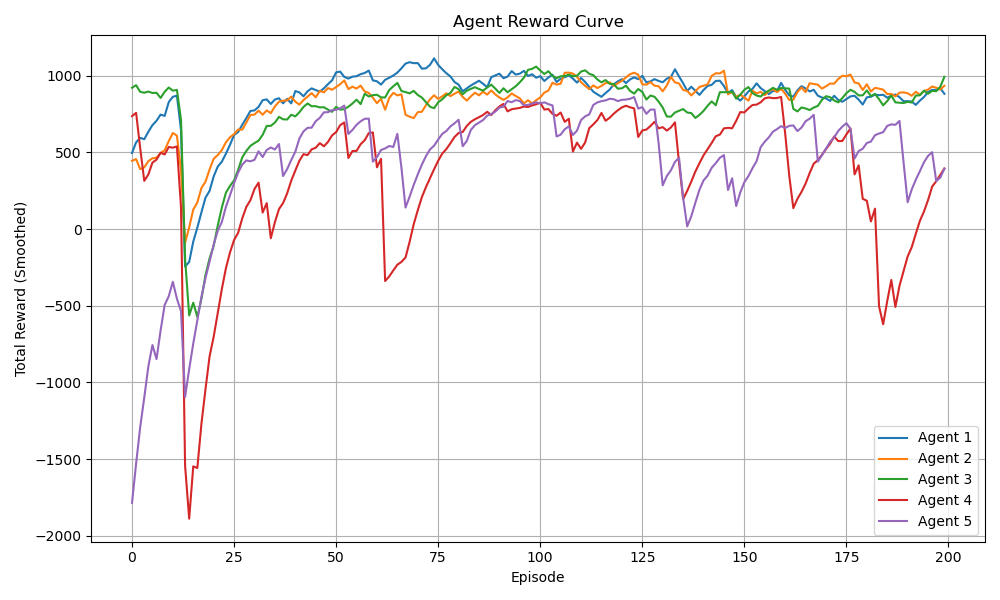 Agent Reward Curve
Total Reward (Smoothed)
1000
500
0
−500
−1000
−1500
−2000
0 25 50 75 100 125 150 175 200
Episode
Agent 1
Agent 2
Agent 3
Agent 4
Agent 5